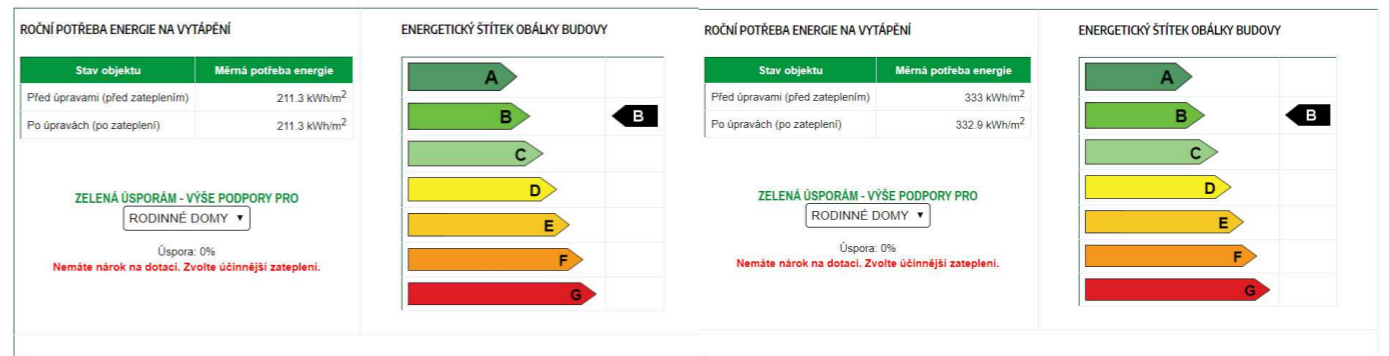 ROČNÍ POTŘEBA ENERGIE NA VYTÁPĚNÍ
Stav objektu Měrná potřeba energie
Před úpravami (před zateplením) 211.3 kWh/m2
Po úpravách (po zateplení) 211.3 kWh/m2
ZELENÁ ÚSPORÁM - VÝŠE PODPORY PRO
RODINNÉ DOMY
Úspora: 0%
Nemáte nárok na dotaci. Zvolte účinnější zateplení.
ENERGETICKÝ ŠTÍTEK OBÁLKY BUDOVY
A
B B
C
D
E
F
G
ROČNÍ POTŘEBA ENERGIE NA VYTÁPĚNÍ
Stav objektu Měrná potřeba energie
Před úpravami (před zateplením) 333 kWh/m2
Po úpravách (po zateplení) 332.9 kWh/m2
ZELENÁ ÚSPORÁM - VÝŠE PODPORY PRO
RODINNÉ DOMY
Úspora: 0%
Nemáte nárok na dotaci. Zvolte účinnější zateplení.
ENERGETICKÝ ŠTÍTEK OBÁLKY BUDOVY
A
B B
C
D
E
F
G